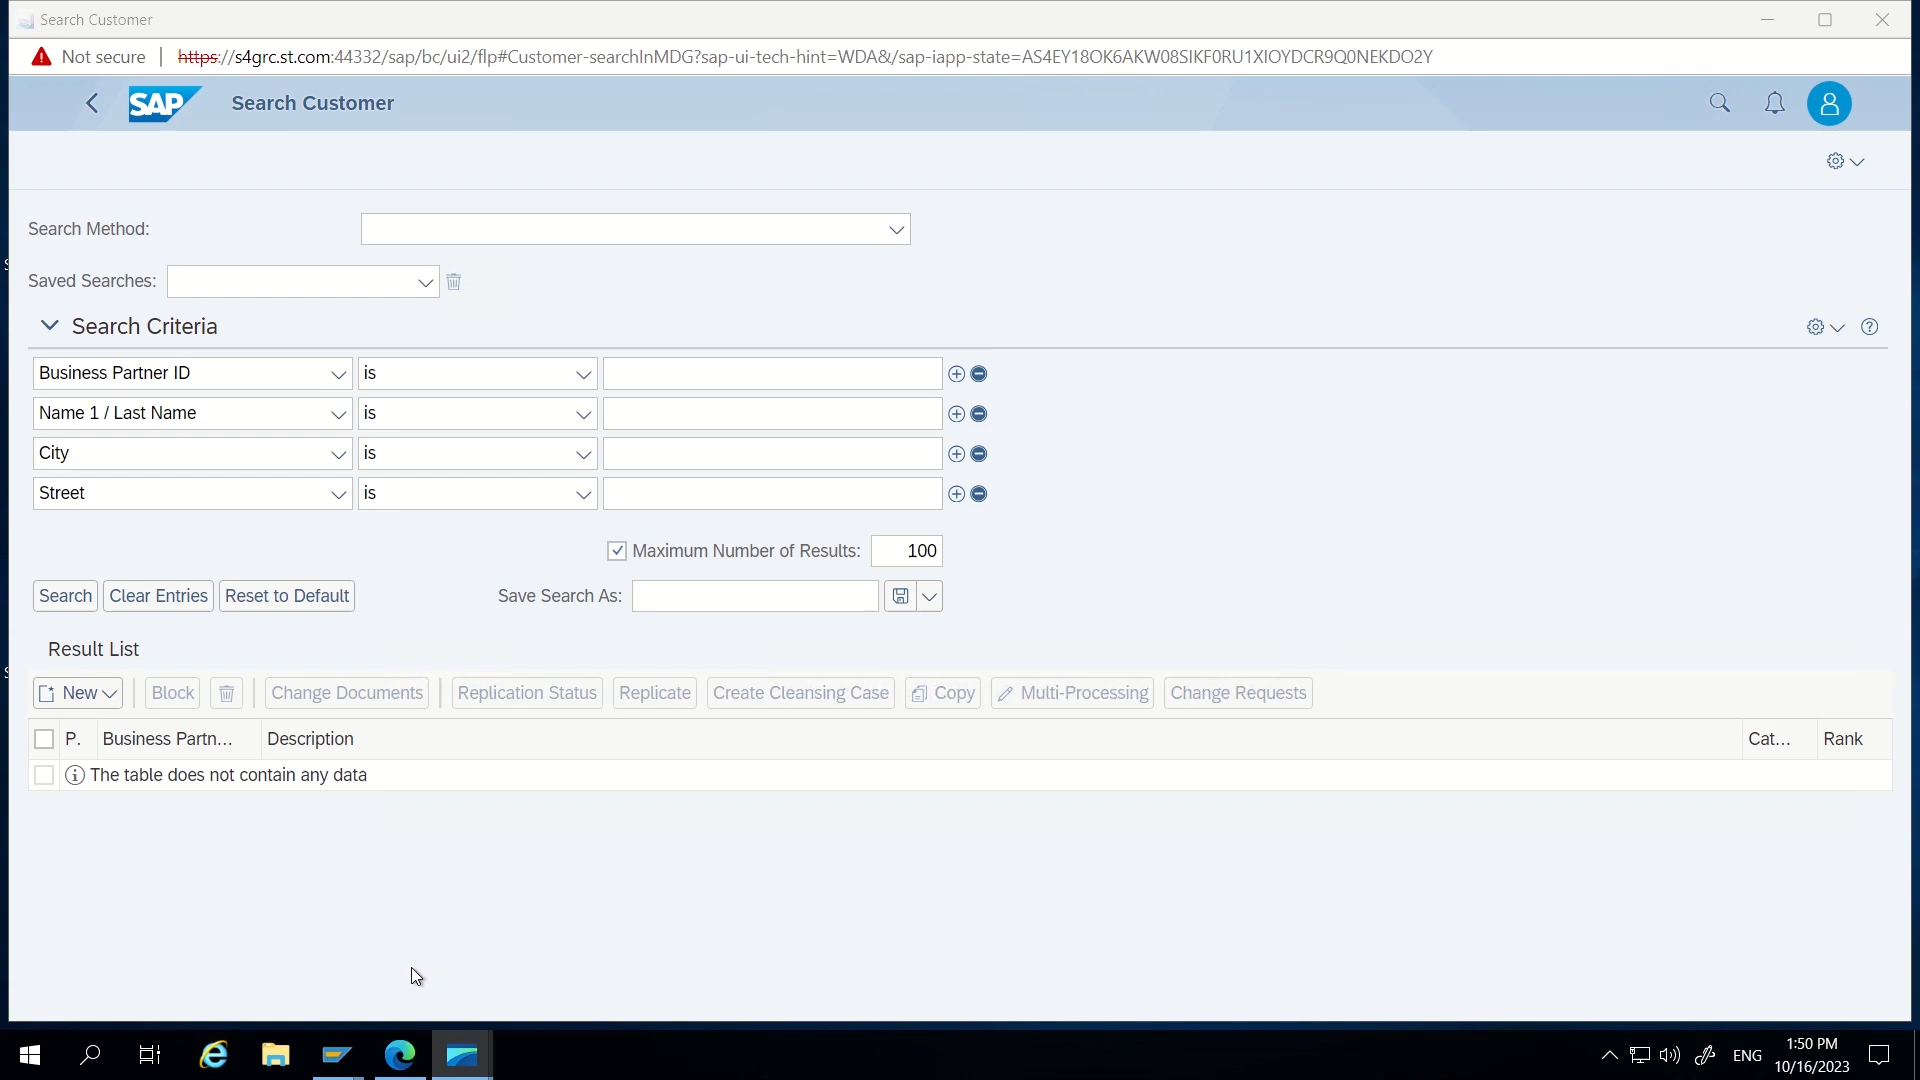 Search Customer
Not secure | https://s4grc.st.com:44332/sap/bc/ui2/flp#Customer-searchInMDG?sap-ui-tech-hint=WDA&/sap-iapp-state=AS4EY18OK6AKW08SIKF0RU1XIOYDCR9Q0NEKDO2Y
SAP Search Customer
Search Method:
Saved Searches:
Search Criteria
Business Partner ID is
Name 1 / Last Name is
City is
Street is
Maximum Number of Results: 100
Search Clear Entries Reset to Default Save Search As:
Result List
New Block Change Documents Replication Status Replicate Create Cleansing Case Copy Multi-Processing Change Requests
P. Business Partn... Description Cat... Rank
The table does not contain any data
ENG 1:50 PM
10/16/2023